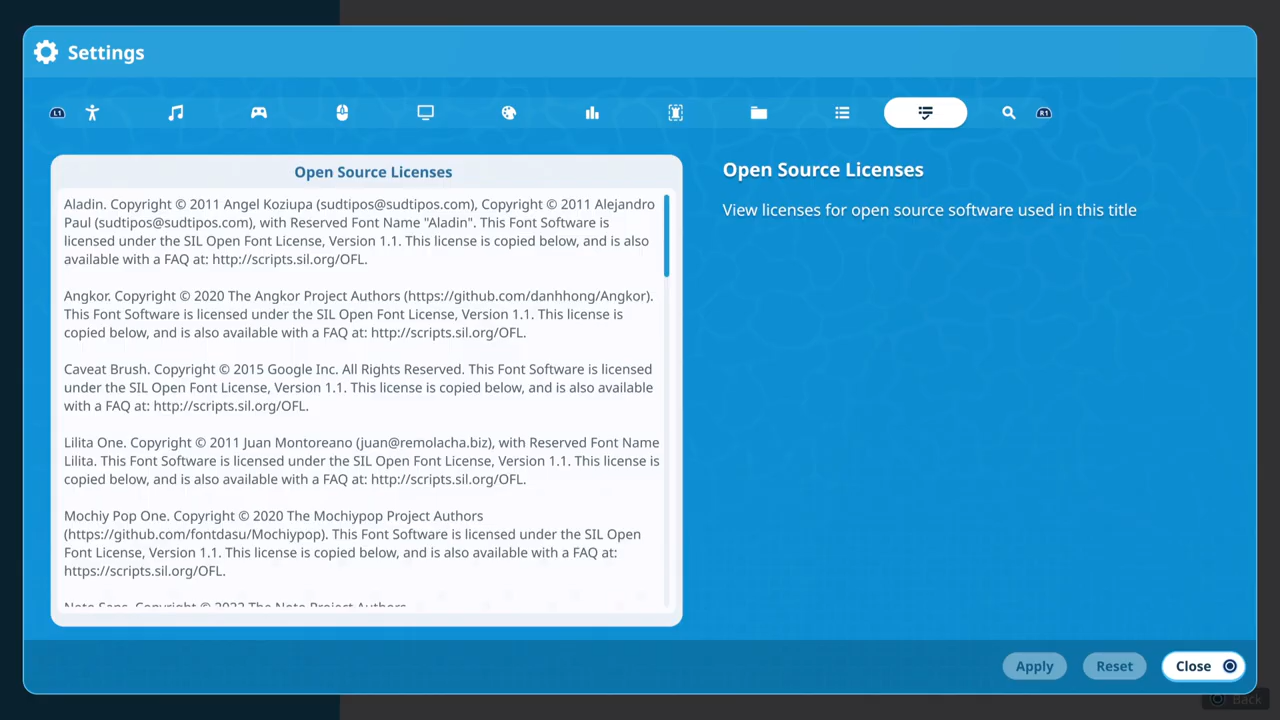 Settings
L1
R1
Open Source Licenses
Aladin. Copyright © 2011 Angel Koziupa (sudtipos@sudtipos.com), Copyright © 2011 Alejandro
Paul (sudtipos@sudtipos.com), with Reserved Font Name "Aladin". This Font Software is
licensed under the SIL Open Font License, Version 1.1. This license is copied below, and is also
available with a FAQ at: http://scripts.sil.org/OFL.
Angkor. Copyright © 2020 The Angkor Project Authors (https://github.com/danhhong/Angkor).
This Font Software is licensed under the SIL Open Font License, Version 1.1. This license is
copied below, and is also available with a FAQ at: http://scripts.sil.org/OFL.
Caveat Brush. Copyright © 2015 Google Inc. All Rights Reserved. This Font Software is licensed
under the SIL Open Font License, Version 1.1. This license is copied below, and is also available
with a FAQ at: http://scripts.sil.org/OFL.
Lilita One. Copyright © 2011 Juan Montoreano (juan@remolacha.biz), with Reserved Font Name
Lilita. This Font Software is licensed under the SIL Open Font License, Version 1.1. This license is
copied below, and is also available with a FAQ at: http://scripts.sil.org/OFL.
Mochiy Pop One. Copyright © 2020 The Mochiypop Project Authors
(https://github.com/fontdasu/Mochiypop). This Font Software is licensed under the SIL Open
Font License, Version 1.1. This license is copied below, and is also available with a FAQ at:
https://scripts.sil.org/OFL.
Noto Sans. Copyright © 2022 The Noto Project Authors
Open Source Licenses
View licenses for open source software used in this title
Apply
Reset
Close
Back